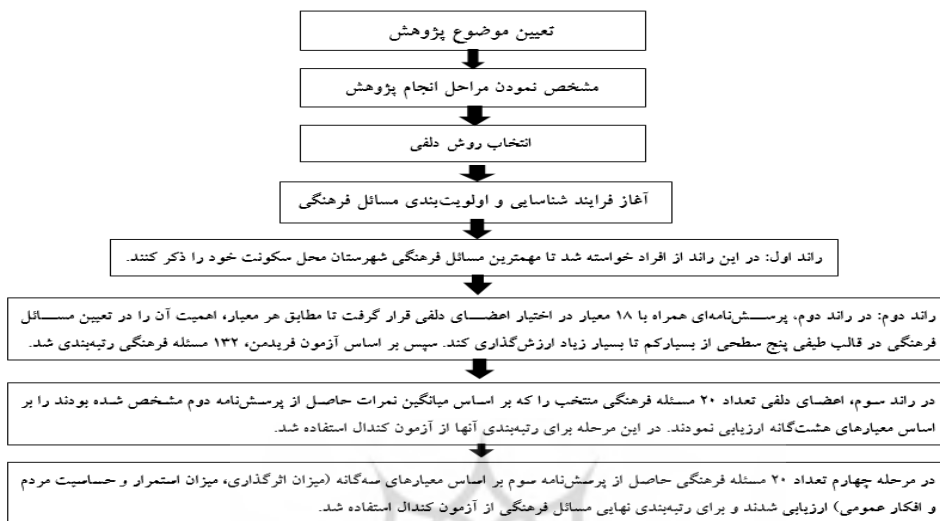 تعیین موضوع پژوهش
مشخص نمودن مراحل انجام پژوهش
انتخاب روش دلفی
آغاز فرایند شناسایی و اولویت‌بندی مسائل فرهنگی
راند اول: در این راند از افراد خواسته شد تا مهمترین مسائل فرهنگی شهرستان محل سکونت خود را ذکر کنند.
راند دوم: در راند دوم، پرسش‌نامه‌ای همراه با ۱۸ معیار در اختیار اعضای دلفی قرار گرفت تا مطابق هر معیار، اهمیت آن را در تعیین مسائل
فرهنگی در قالب طیفی پنج سطحی از بسیارکم تا بسیار زیاد ارزش‌گذاری کند. سپس بر اساس آزمون فریدمن، ۱۳۲ مسئله فرهنگی رتبه‌بندی شد.
در راند سوم، اعضای دلفی تعداد ۲۰ مسئله فرهنگی منتخب را که بر اساس میانگین نمرات حاصل از پرسش‌نامه دوم مشخص شده بودند را بر
اساس معیارهای هشت‌گانه ارزیابی نمودند. در این مرحله برای رتبه‌بندی آنها از آزمون کندال استفاده شد.
در مرحله چهارم تعداد ۲۰ مسئله فرهنگی حاصل از پرسش‌نامه سوم بر اساس معیارهای سه‌گانه (میزان اثرگذاری، میزان استمرار و حساسیت مردم
و افکار عمومی) ارزیابی شدند و برای رتبه‌بندی نهایی مسائل فرهنگی از آزمون کندال استفاده شد.